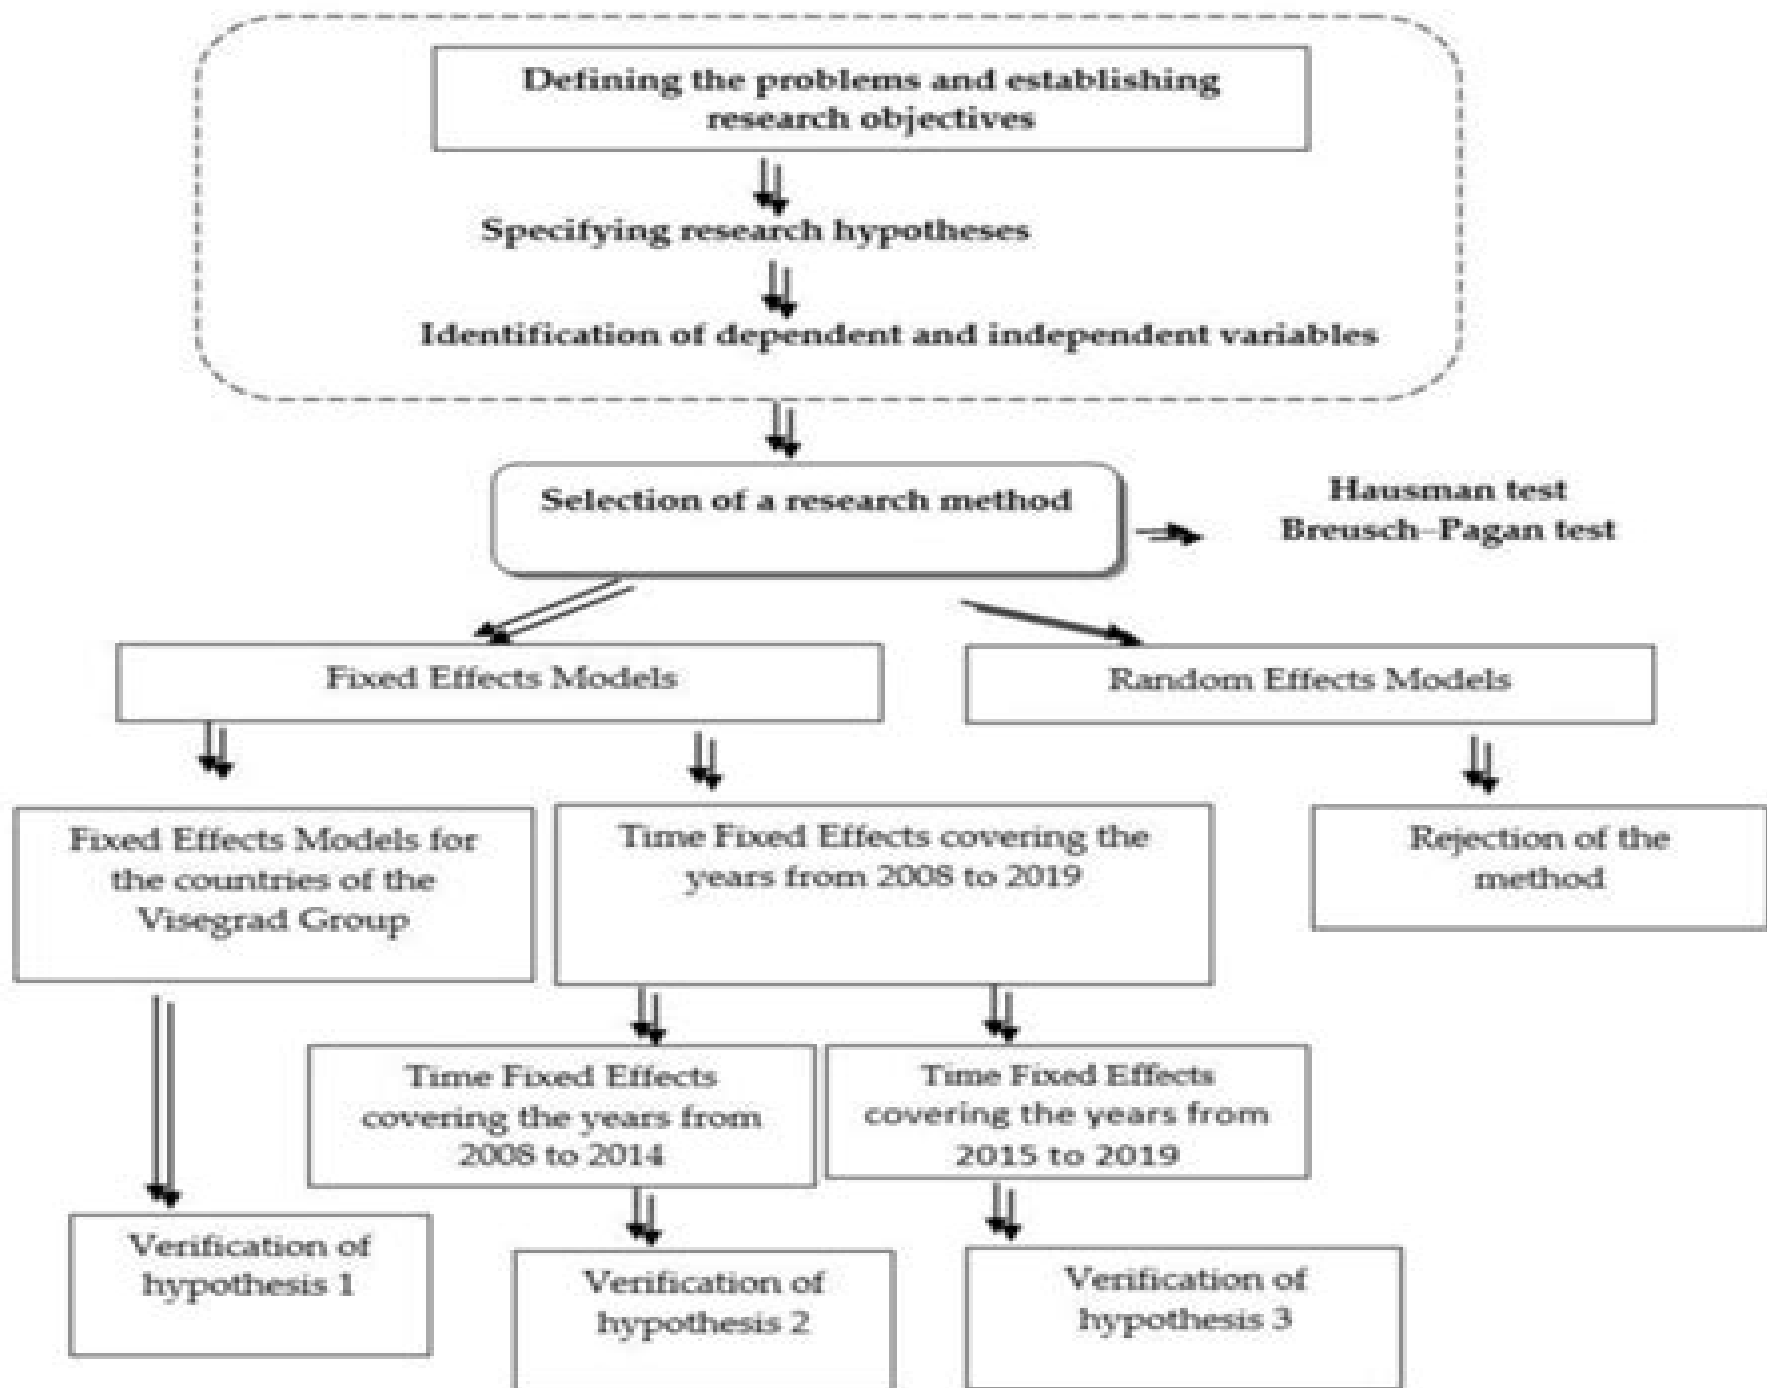 Defining the problems and establishing
research objectives
Specifying research hypotheses
Identification of dependent and independent variables
Selection of a research method
Hausman test
Breusch–Pagan test
Fixed Effects Models
Random Effects Models
Fixed Effects Models for
the countries of the
Visegrad Group
Time Fixed Effects covering the
years from 2008 to 2019
Rejection of the
method
Time Fixed Effects
covering the years from
2008 to 2014
Time Fixed Effects
covering the years from
2015 to 2019
Verification of
hypothesis 1
Verification of
hypothesis 2
Verification of
hypothesis 3